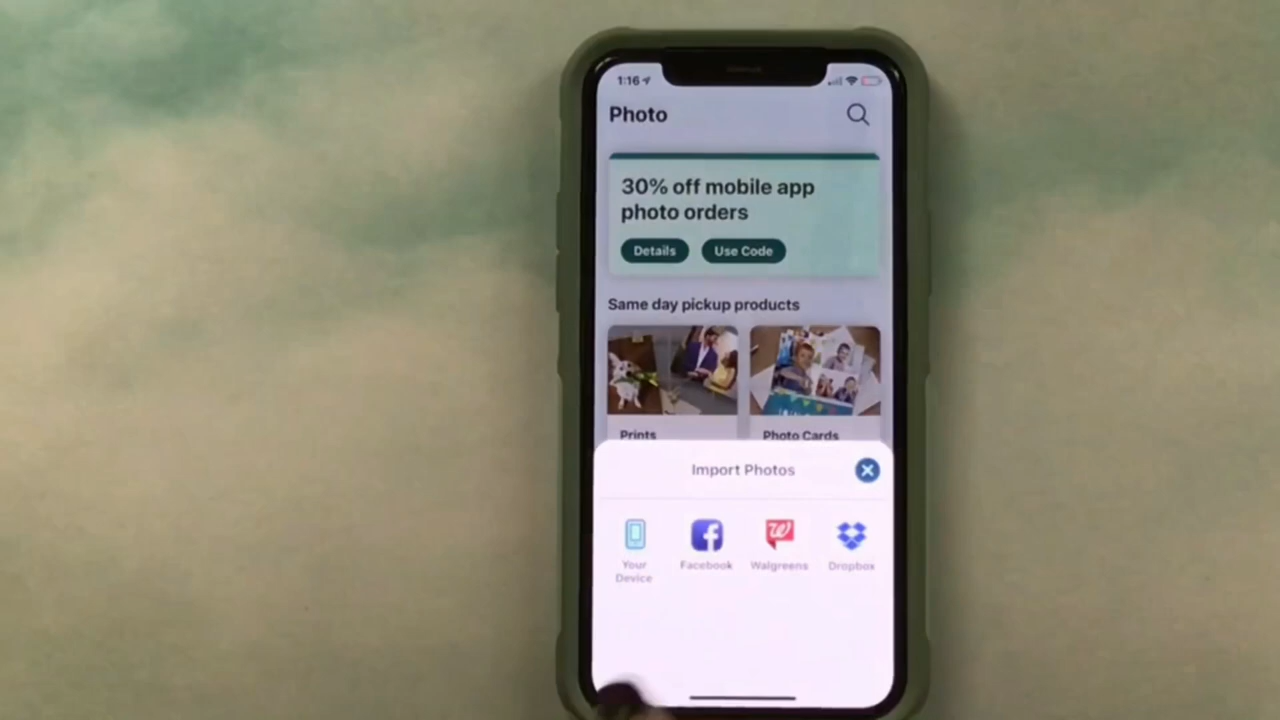 1:16
Photo
30% off mobile app
photo orders
Details
Use Code
Same day pickup products
Prints
Photo Cards
Import Photos
Your
Device
Facebook
Walgreens
Dropbox